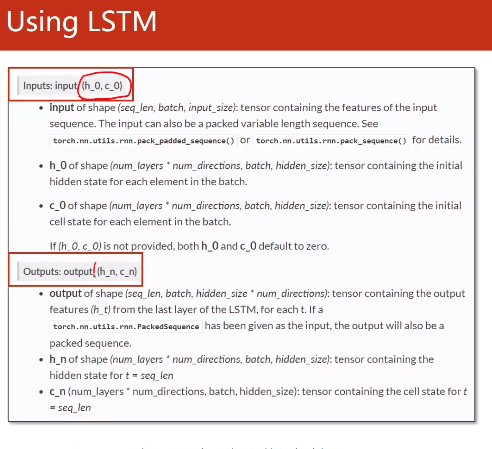 Using LSTM
Inputs: input, (h_0, c_0)
• input of shape (seq_len, batch, input_size): tensor containing the features of the input
sequence. The input can also be a packed variable length sequence. See
torch.nn.utils.rnn.pack_padded_sequence() or torch.nn.utils.rnn.pack_sequence() for details.
• h_0 of shape (num_layers * num_directions, batch, hidden_size): tensor containing the initial
hidden state for each element in the batch.
• c_0 of shape (num_layers * num_directions, batch, hidden_size): tensor containing the initial
cell state for each element in the batch.
If (h_0, c_0) is not provided, both h_0 and c_0 default to zero.
Outputs: output, (h_n, c_n)
• output of shape (seq_len, batch, hidden_size * num_directions): tensor containing the output
features (h_t) from the last layer of the LSTM, for each t. If a
torch.nn.utils.rnn.PackedSequence has been given as the input, the output will also be a
packed sequence.
• h_n of shape (num_layers * num_directions, batch, hidden_size): tensor containing the
hidden state for t = seq_len
• c_n (num_layers * num_directions, batch, hidden_size): tensor containing the cell state for t
= seq_len